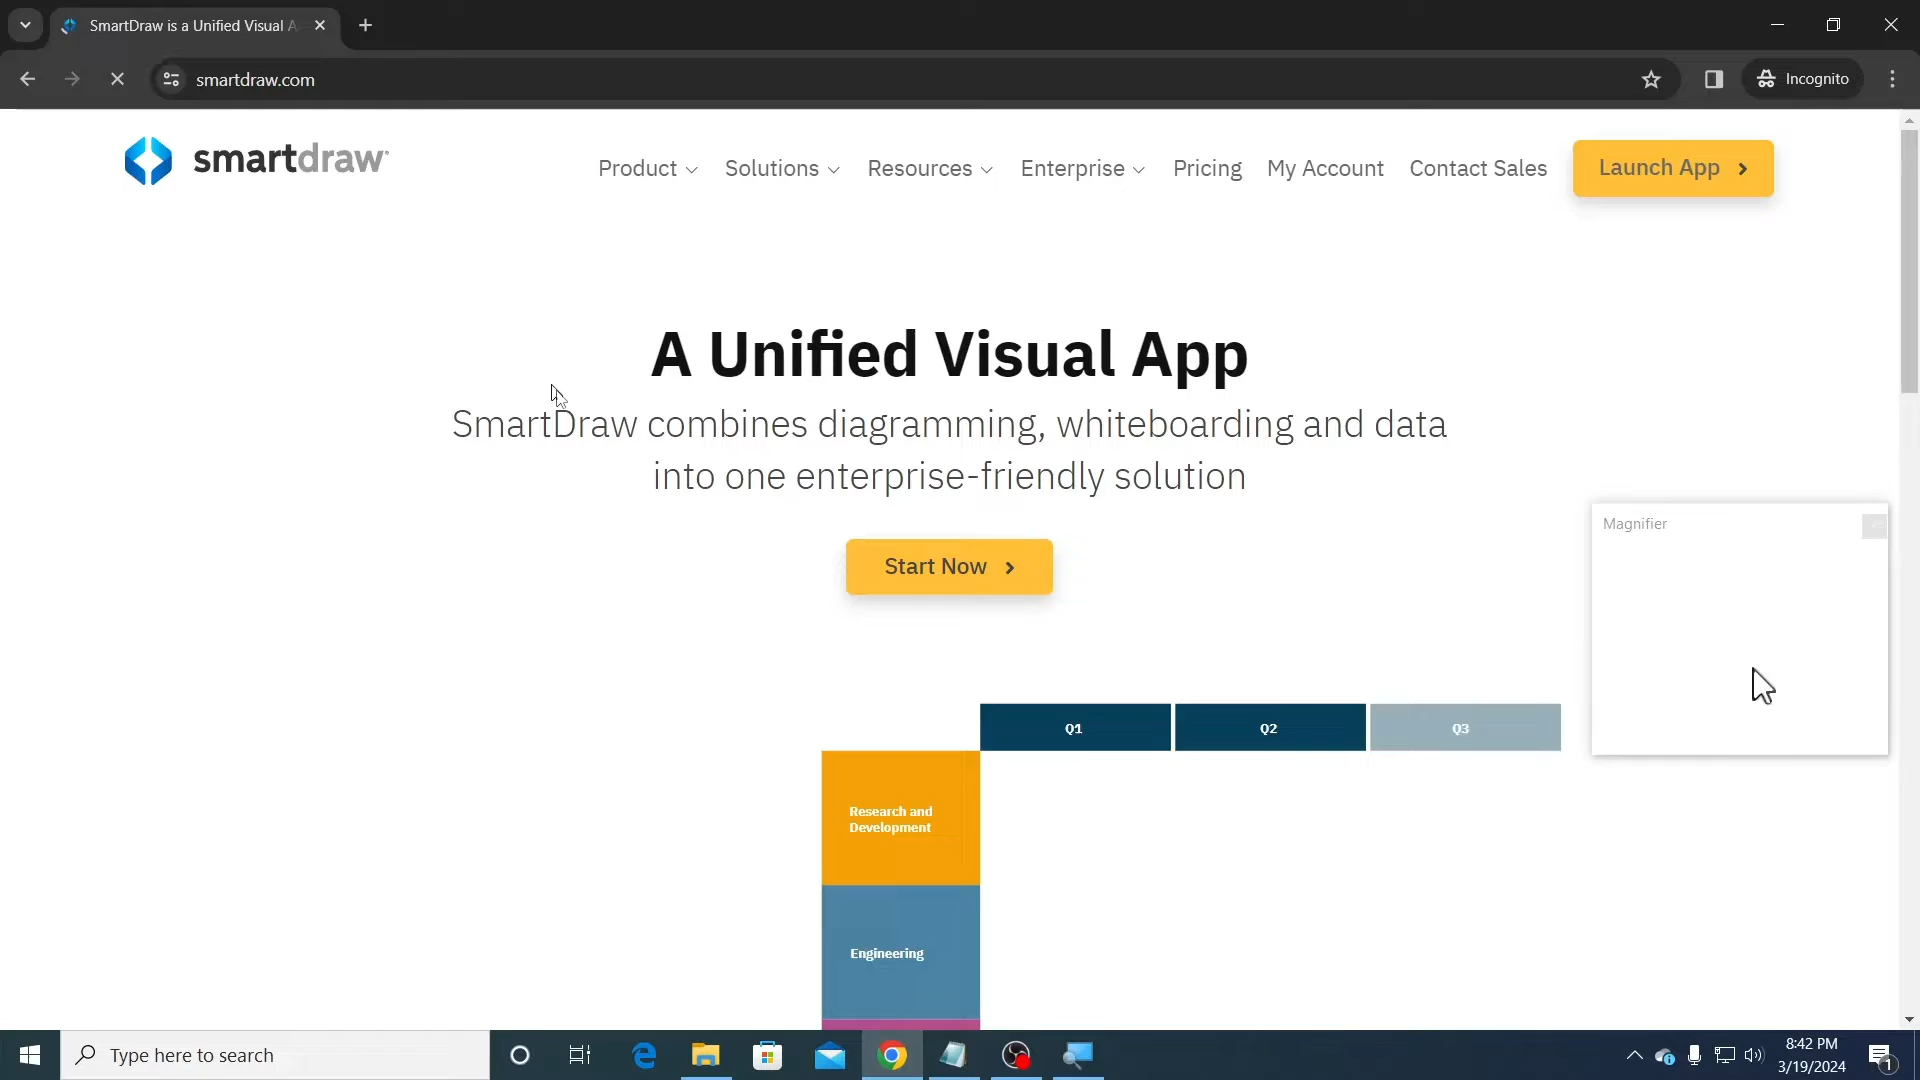 SmartDraw is a Unified Visual A
smartdraw.com
Incognito
smartdraw
Product
Solutions
Resources
Enterprise
Pricing
My Account
Contact Sales
Launch App
A Unified Visual App
SmartDraw combines diagramming, whiteboarding and data
into one enterprise-friendly solution
Start Now
Magnifier
Q1
Q2
Q3
Research and
Development
Engineering
Type here to search
8:42 PM
3/19/2024
1